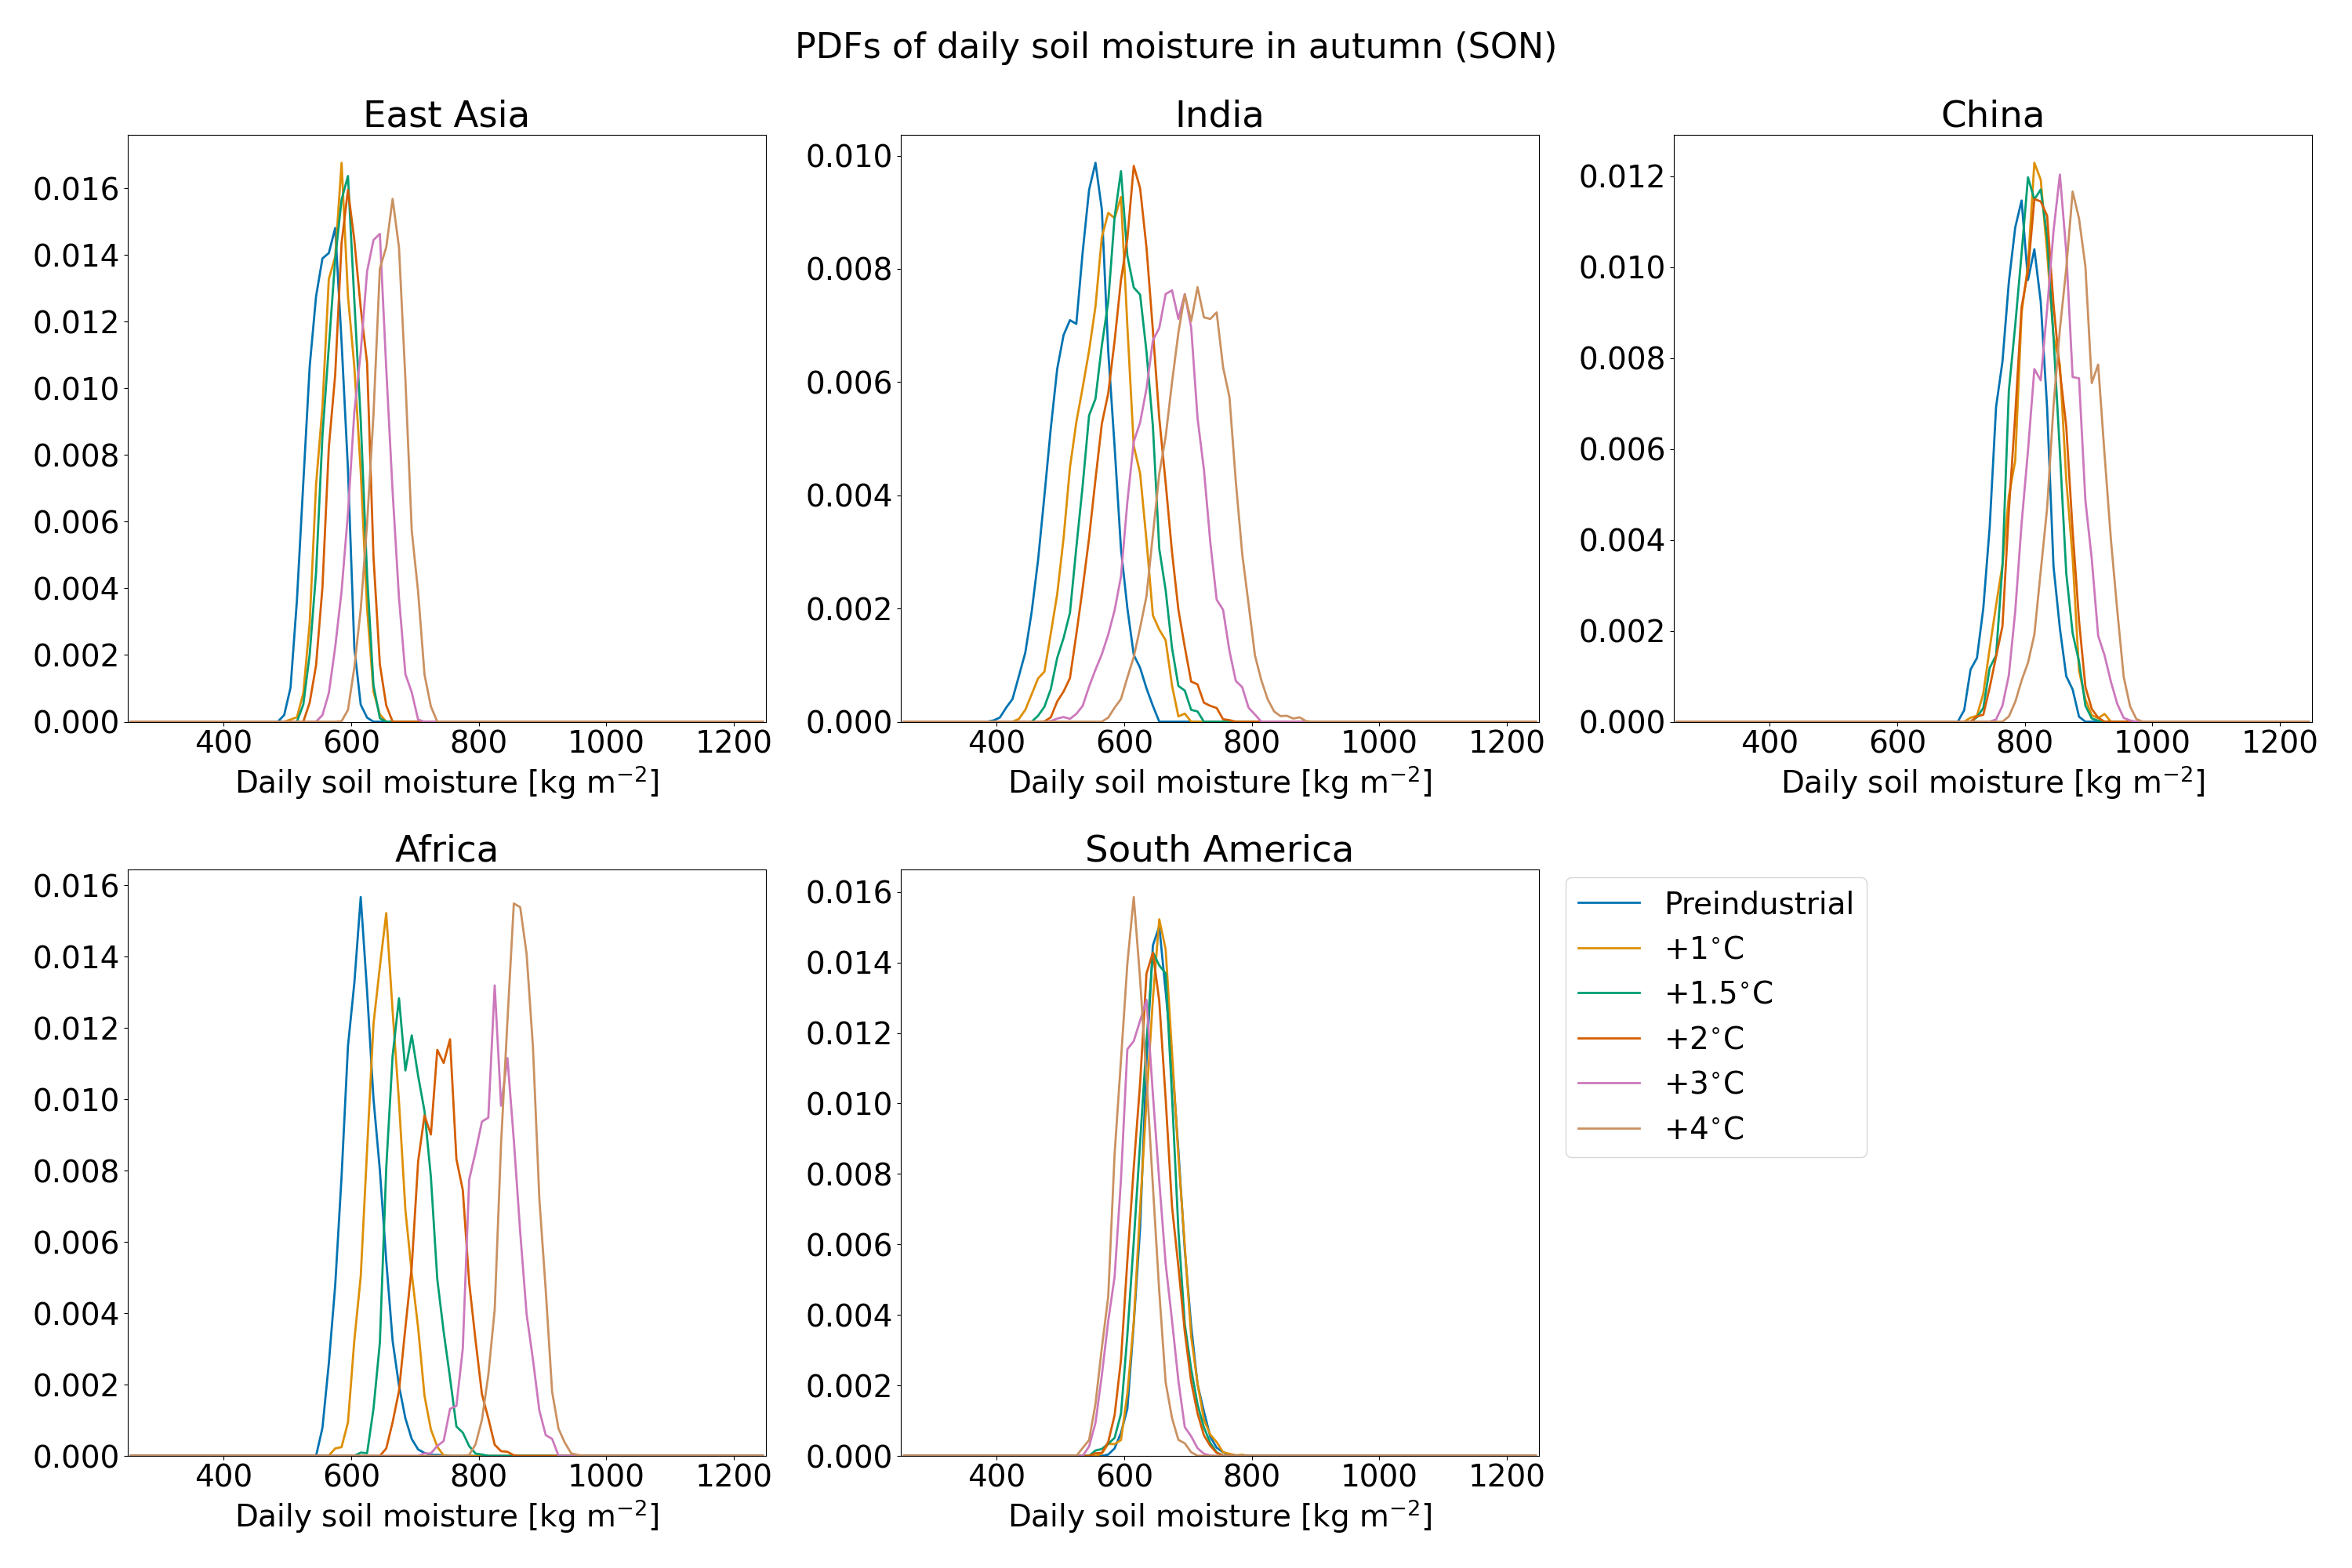 PDFs of daily soil moisture in autumn (SON)
East Asia
0.016
0.014
0.012
0.010
0.008
0.006
0.004
0.002
0.000
400 600 800 1000 1200
Daily soil moisture [kg m⁻²]
India
0.010
0.008
0.006
0.004
0.002
0.000
400 600 800 1000 1200
Daily soil moisture [kg m⁻²]
China
0.012
0.010
0.008
0.006
0.004
0.002
0.000
400 600 800 1000 1200
Daily soil moisture [kg m⁻²]
Africa
0.016
0.014
0.012
0.010
0.008
0.006
0.004
0.002
0.000
400 600 800 1000 1200
Daily soil moisture [kg m⁻²]
South America
0.016
0.014
0.012
0.010
0.008
0.006
0.004
0.002
0.000
400 600 800 1000 1200
Daily soil moisture [kg m⁻²]
Preindustrial
+1°C
+1.5°C
+2°C
+3°C
+4°C